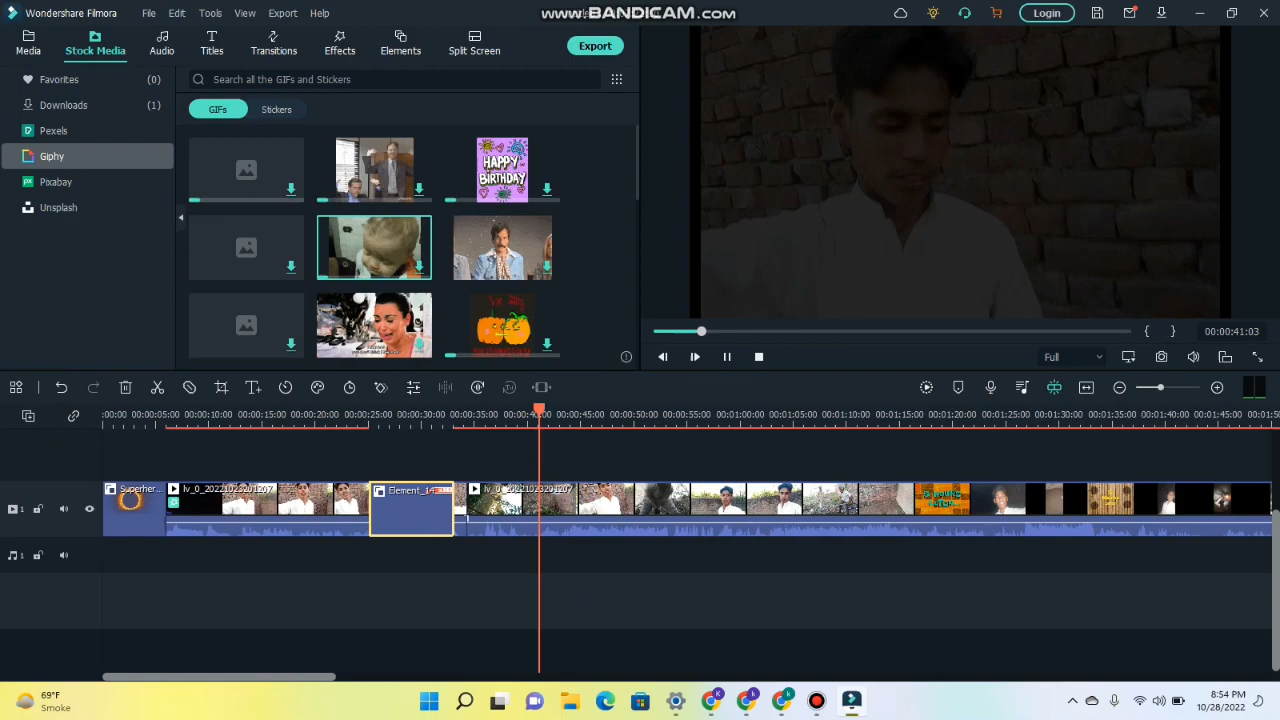 Wondershare Filmora
File Edit Tools View Export Help
www.BANDICAM.com
Login
Media
Stock Media
Audio
Titles
Transitions
Effects
Elements
Split Screen
Export
Favorites (0)
Downloads (1)
Pexels
Giphy
Pixabay
Unsplash
Search all the GIFs and Stickers
GIFs Stickers
HAPPY
BIRTHDAY
{ } 00:00:41:03
Full
:00:00 00:00:05:00 00:00:10:00 00:00:15:00 00:00:20:00 00:00:25:00 00:00:30:00 00:00:35:00 00:00:40:00 00:00:45:00 00:00:50:00 00:00:55:00 00:01:00:00 00:01:05:00 00:01:10:00 00:01:15:00 00:01:20:00 00:01:25:00 00:01:30:00 00:01:35:00 00:01:40:00 00:01:45:00 00:01:5
Superher... lv_0_20221023201207 Element_14 lv_0_20221023201207
1
69°F
Smoke
8:54 PM
10/28/2022